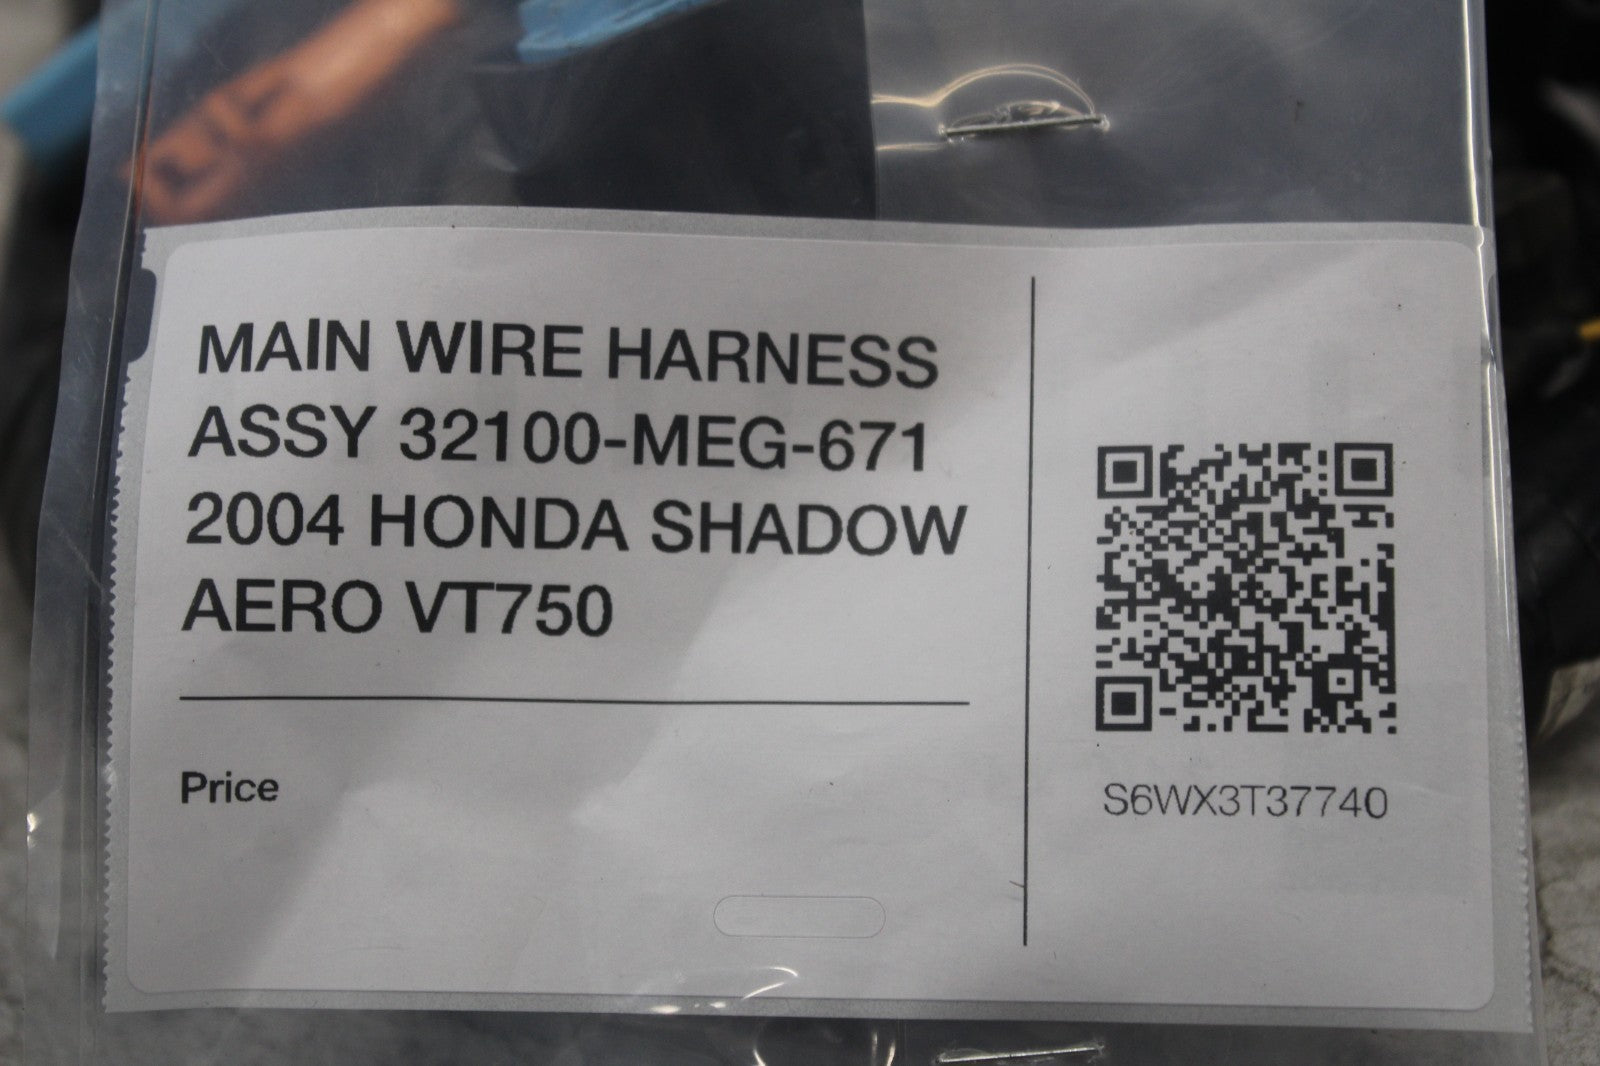 MAIN WIRE HARNESS
ASSY 32100-MEG-671
2004 HONDA SHADOW
AERO VT750
Price
S6WX3T37740